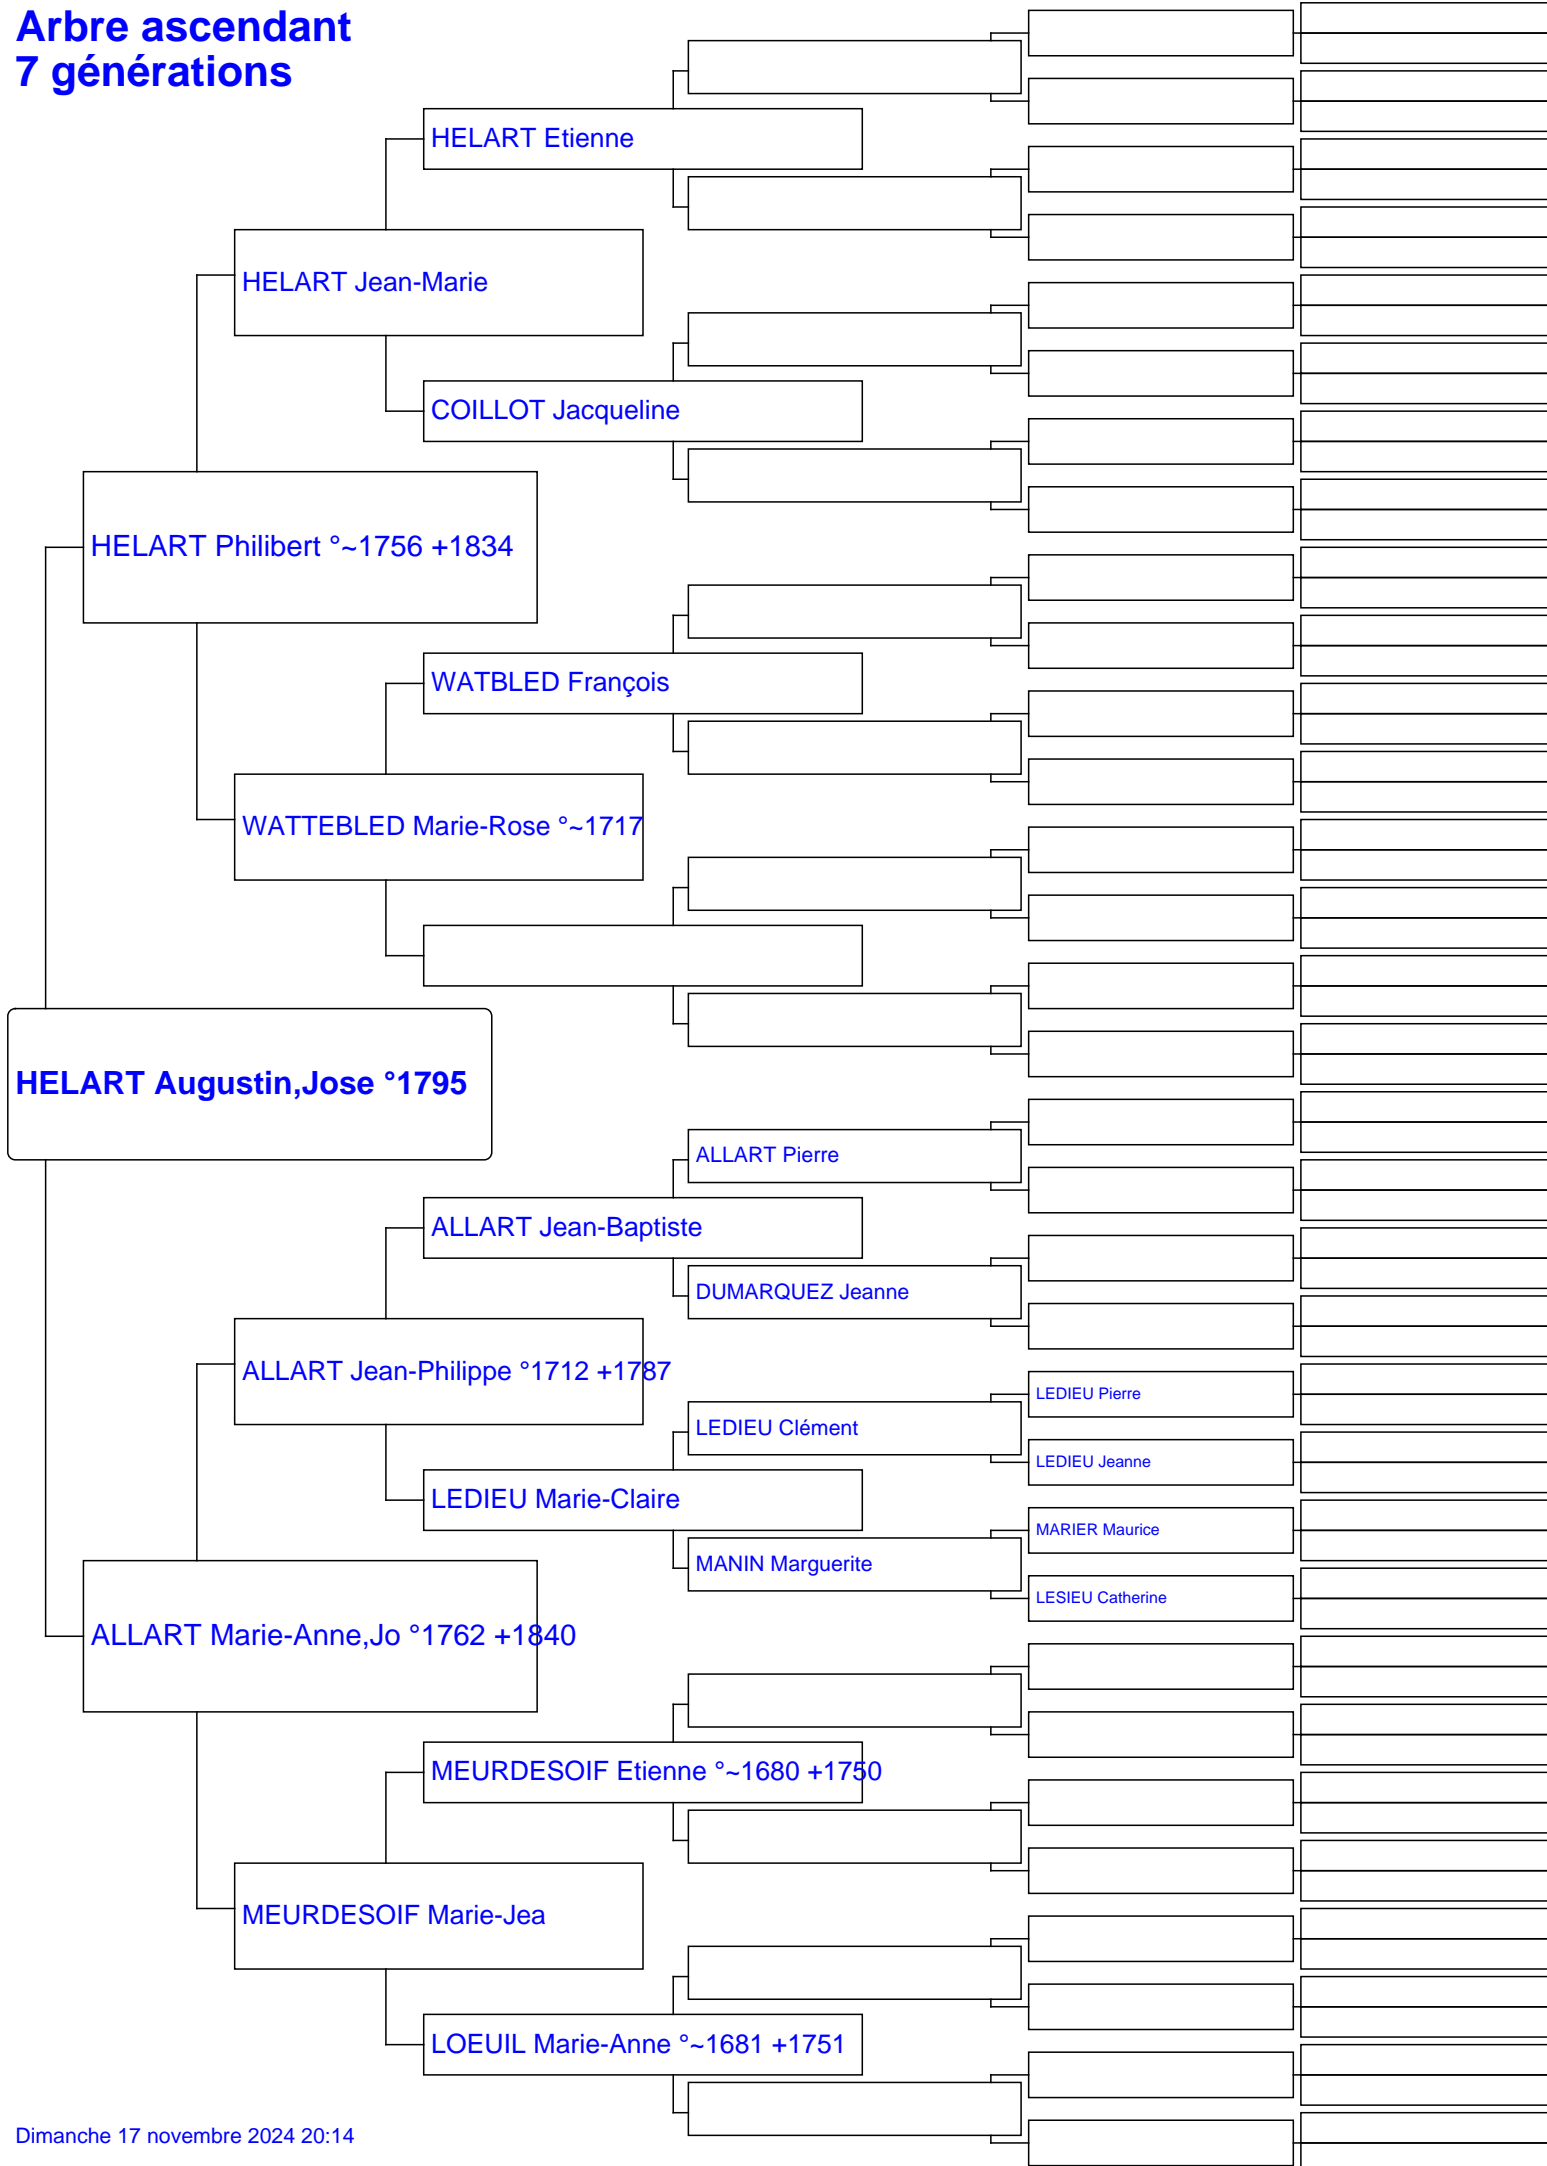 Arbre ascendant
7 générations
HELART Etienne
HELART Jean-Marie
COILLOT Jacqueline
HELART Philibert °~1756 +1834
WATBLED François
WATTEBLED Marie-Rose °~1717
HELART Augustin,Jose °1795
ALLART Pierre
ALLART Jean-Baptiste
DUMARQUEZ Jeanne
ALLART Jean-Philippe °1712 +1787
LEDIEU Pierre
LEDIEU Clément
LEDIEU Jeanne
LEDIEU Marie-Claire
MARIER Maurice
MANIN Marguerite
LESIEU Catherine
ALLART Marie-Anne,Jo °1762 +1840
MEURDESOIF Etienne °~1680 +1750
MEURDESOIF Marie-Jea
LOEUIL Marie-Anne °~1681 +1751
Dimanche 17 novembre 2024 20:14